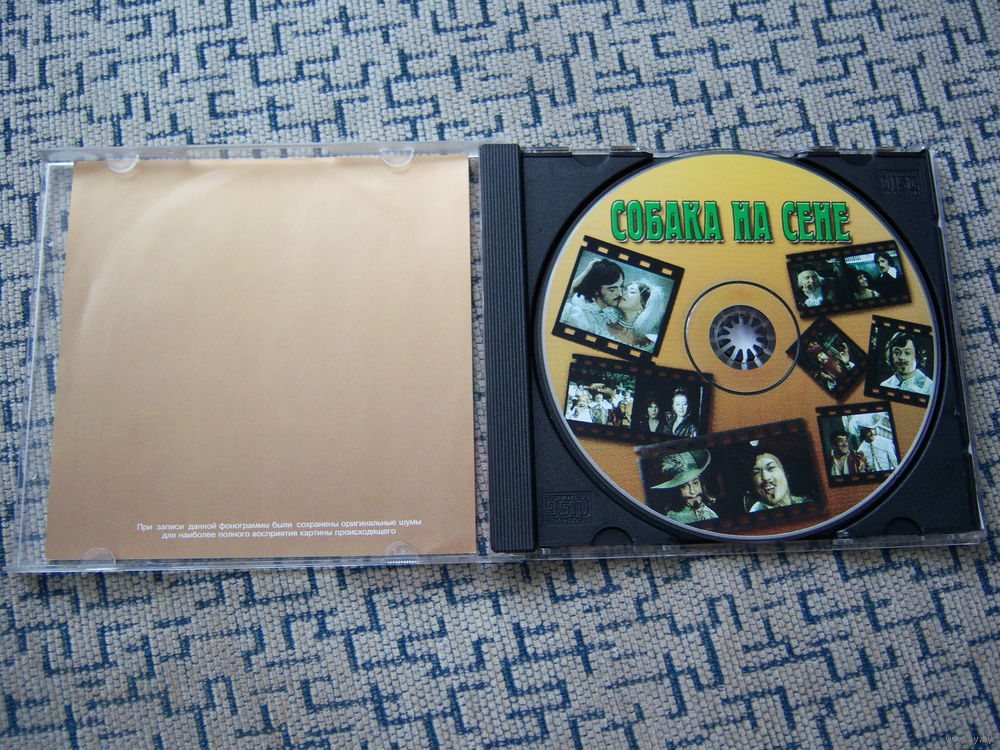 СОБАКА НА СЕНЕ
При записи данной фонограммы были сохранены оригинальные шумы
для наиболее полного восприятия картины происходящего